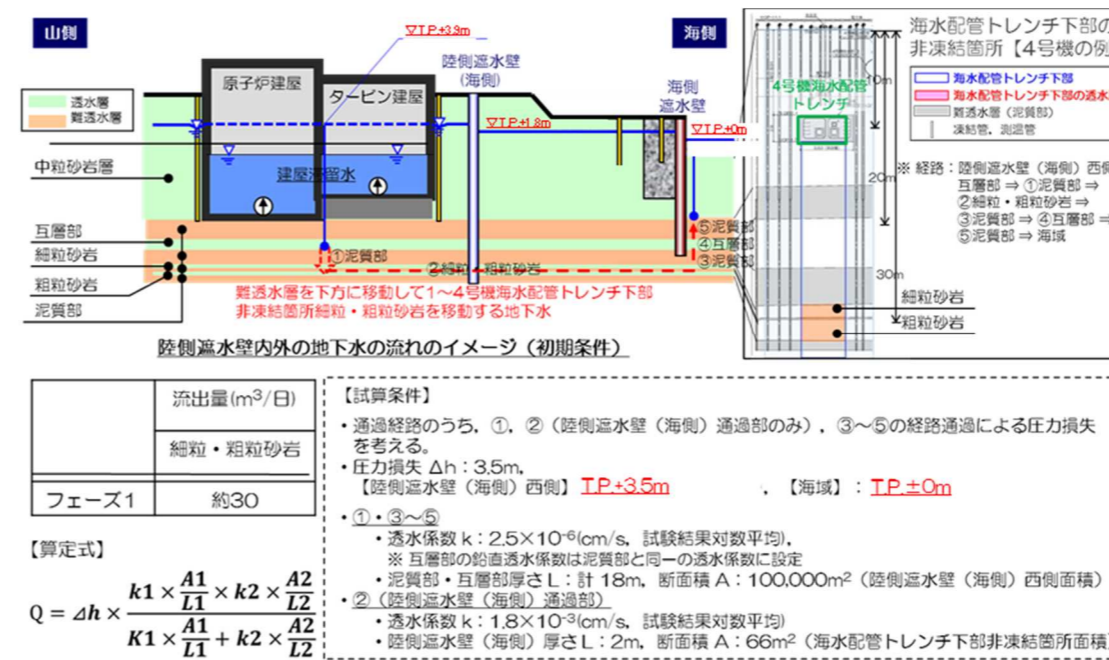 山側
▽T.P.+3.9m
海側
陸側遮水壁
(海側)
海側
遮水壁
原子炉建屋
タービン建屋
透水層
難透水層
▽T.P.+1.8m
▽T.P.±0m
中粒砂岩層
建屋滞留水
互層部
細粒砂岩
粗粒砂岩
泥質部
①泥質部
②細粒・粗粒砂岩
⑤泥質部
④互層部
③泥質部
難透水層を下方に移動して1～4号機海水配管トレンチ下部
非凍結箇所細粒・粗粒砂岩を移動する地下水
陸側遮水壁内外の地下水の流れのイメージ（初期条件）
海水配管トレンチ下部の
非凍結箇所【4号機の例
海水配管トレンチ下部
海水配管トレンチ下部の透水
難透水層（泥質部）
凍結管，測温管
4号機海水配管
トレンチ
10m
20m
30m
※ 経路：陸側遮水壁（海側）西側
互層部 ⇒ ①泥質部 ⇒
②細粒・粗粒砂岩 ⇒
③泥質部 ⇒ ④互層部 ⇒
⑤泥質部 ⇒ 海域
細粒砂岩
粗粒砂岩
流出量(m³/日)
細粒・粗粒砂岩
フェーズ1 約30
【算定式】
Q = ⊿h × (k1 × A1/L1 × k2 × A2/L2) / (K1 × A1/L1 + k2 × A2/L2)
【試算条件】
・通過経路のうち，①，②（陸側遮水壁（海側）通過部のみ），③～⑤の経路通過による圧力損失
を考える。
・圧力損失 Δh：3.5m，
【陸側遮水壁（海側）西側】T.P.+3.5m ，【海域】：T.P.±0m
・①・③～⑤
・透水係数 k：2.5×10⁻⁶(cm/s，試験結果対数平均)，
※ 互層部の鉛直透水係数は泥質部と同一の透水係数に設定
・泥質部・互層部厚さ L：計 18m，断面積 A：100,000m²（陸側遮水壁（海側）西側面積）
・②（陸側遮水壁（海側）通過部）
・透水係数 k：1.8×10⁻³(cm/s，試験結果対数平均)
・陸側遮水壁（海側）厚さ L：2m，断面積 A：66m²（海水配管トレンチ下部非凍結箇所面積